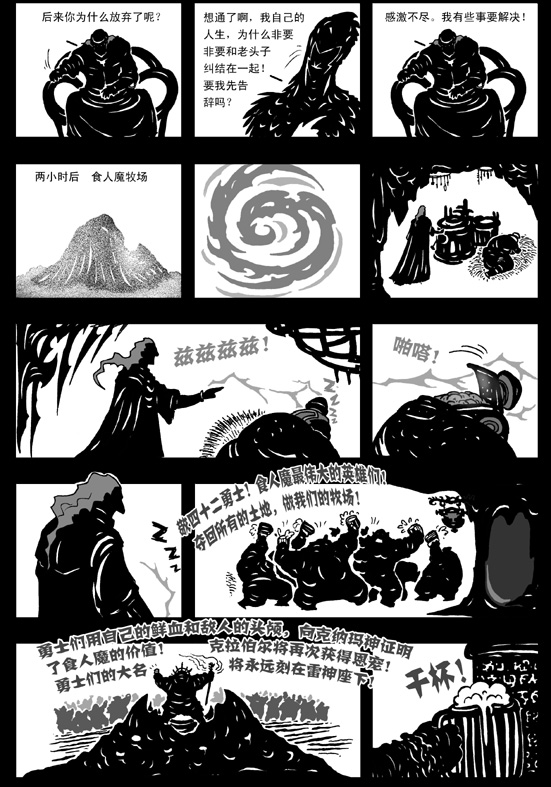 后来你为什么放弃了呢？
想通了啊，我自己的
人生，为什么非要
非要和老头子
纠结在一起！
要我先告
辞吗？
感激不尽。我有些事要解决！
两小时后　食人魔牧场
兹兹兹兹！
ZZZZ
啪嗒！
ZZZZ
敬四十二勇士！食人魔最伟大的英雄们！
夺回所有的土地，做我们的牧场！
勇士们用自己的鲜血和敌人的头颅，向克纳玛神证明
了食人魔的价值！
克拉伯尔将再次获得恩宠！
勇士们的大名
将永远刻在雷神座下！
干杯！